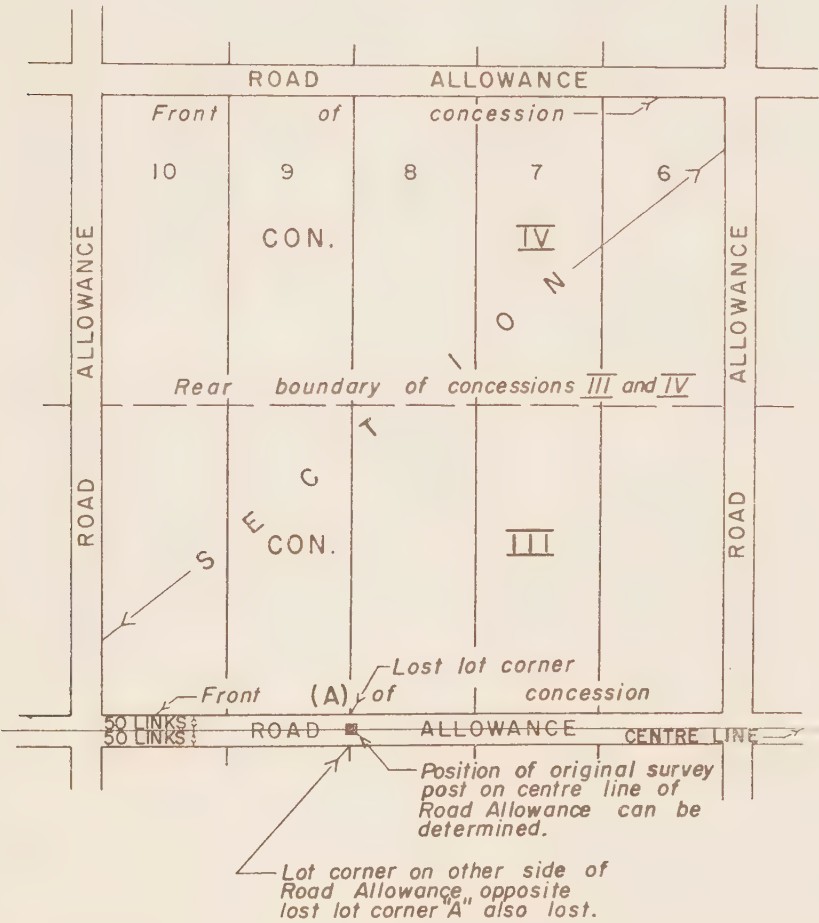 ROAD ALLOWANCE
Front of concession
10 9 8 7 6
CON. IV
ALLOWANCE
ALLOWANCE
SECTION
Rear boundary of concessions III and IV
ROAD
ROAD
CON. III
Lost lot corner
Front (A) of concession
50 LINKS
50 LINKS
ROAD ALLOWANCE
CENTRE LINE
Position of original survey
post on centre line of
Road Allowance can be
determined.
Lot corner on other side of
Road Allowance opposite
lost lot corner "A" also lost.